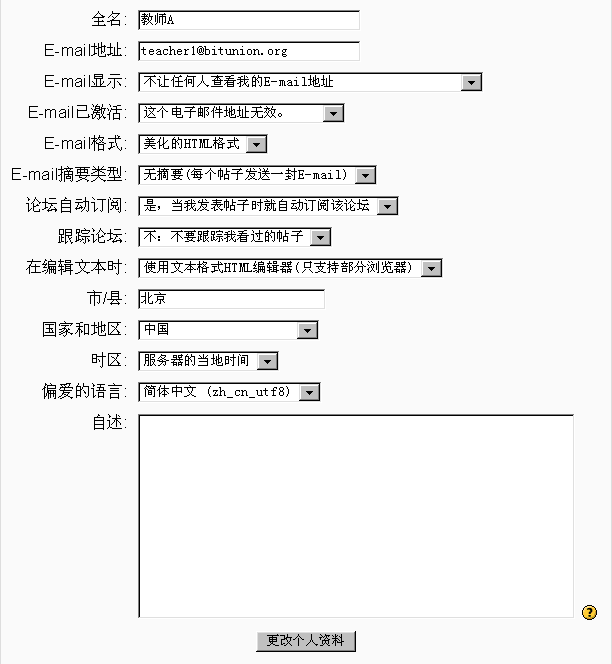 全名: 教师A
E-mail地址: teacher1@bitunion.org
E-mail显示: 不让任何人查看我的E-mail地址
E-mail已激活: 这个电子邮件地址无效。
E-mail格式: 美化的HTML格式
E-mail摘要类型: 无摘要(每个帖子发送一封E-mail)
论坛自动订阅: 是，当我发表帖子时就自动订阅该论坛
跟踪论坛: 不：不要跟踪我看过的帖子
在编辑文本时: 使用文本格式HTML编辑器(只支持部分浏览器)
市/县: 北京
国家和地区: 中国
时区: 服务器的当地时间
偏爱的语言: 简体中文 (zh_cn_utf8)
自述:
?
更改个人资料